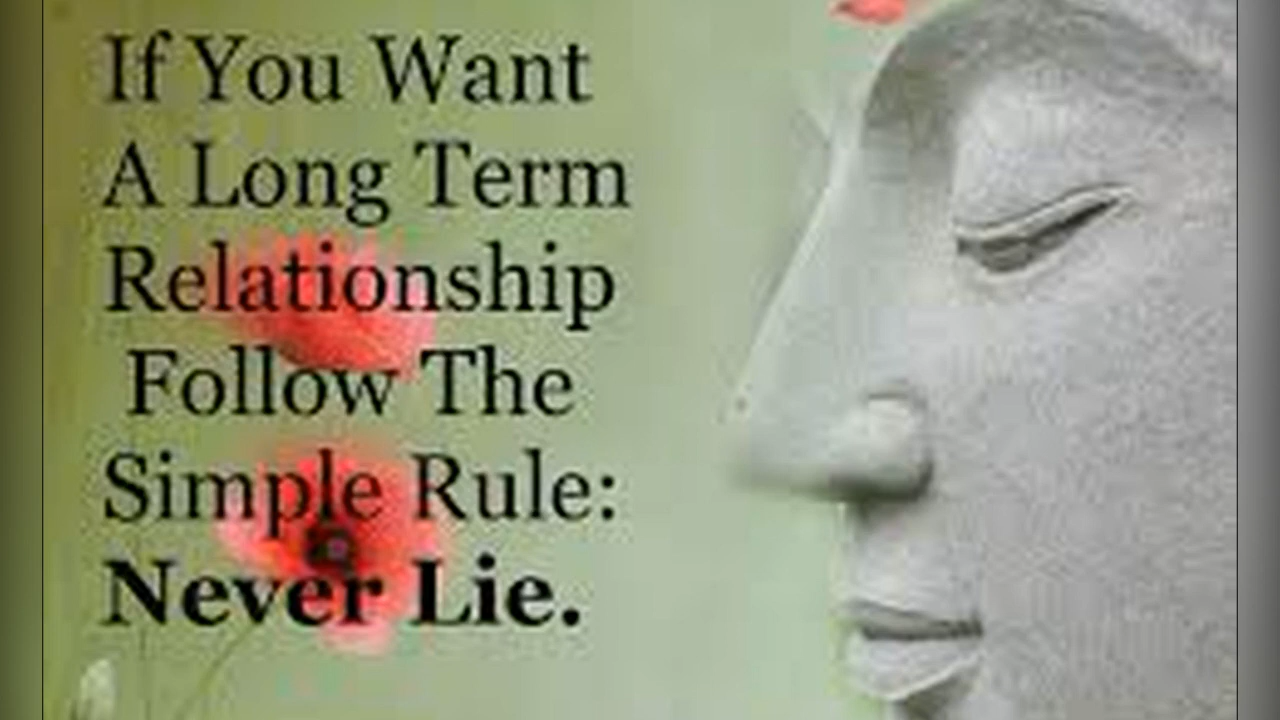 If You Want
A Long Term
Relationship
Follow The
Simple Rule:
Never Lie.